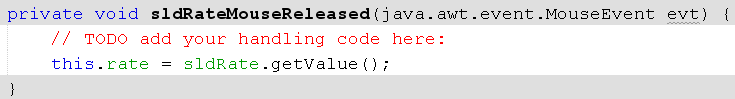 private void sldRateMouseReleased(java.awt.event.MouseEvent evt) {
// TODO add your handling code here:
this.rate = sldRate.getValue();
}